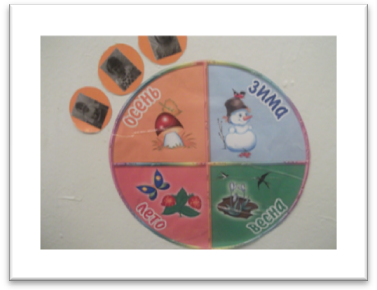 осень
зима
лето
весна